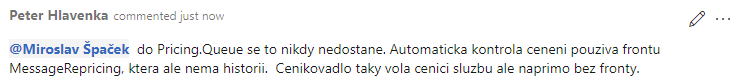 Peter Hlavenka commented just now
@Miroslav Špaček do Pricing.Queue se to nikdy nedostane. Automaticka kontrola ceneni pouziva frontu
MessageRepricing, ktera ale nema historii. Cenikovadlo taky vola cenici sluzbu ale naprimo bez fronty.